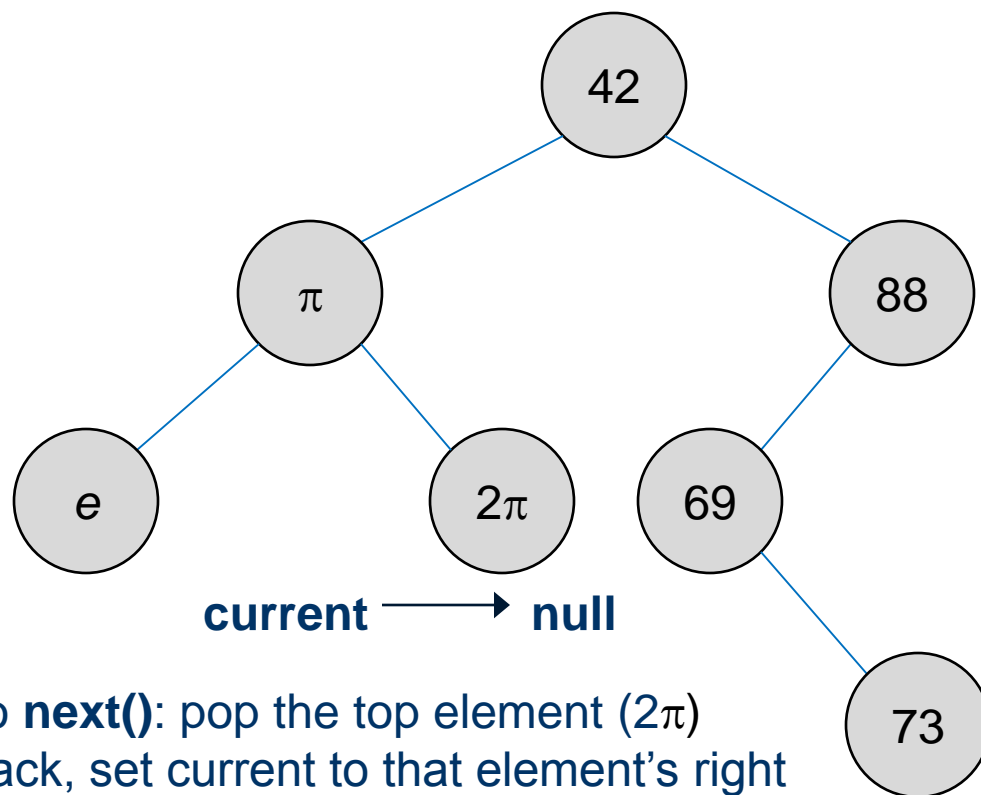 42
π
88
e
2π
69
current null
next(): pop the top element (2π)
73
set current to that element’s right